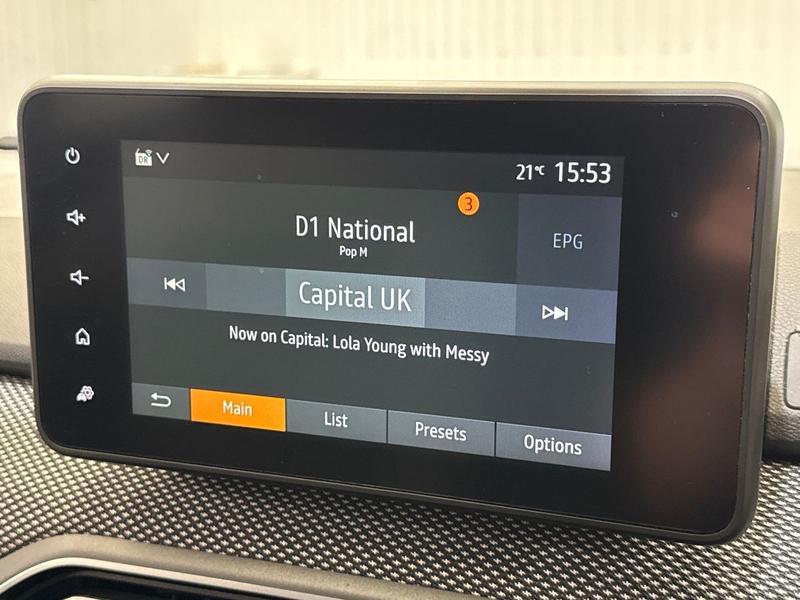 DR
21°C 15:53
3
D1 National
Pop M
EPG
Capital UK
Now on Capital: Lola Young with Messy
Main
List
Presets
Options